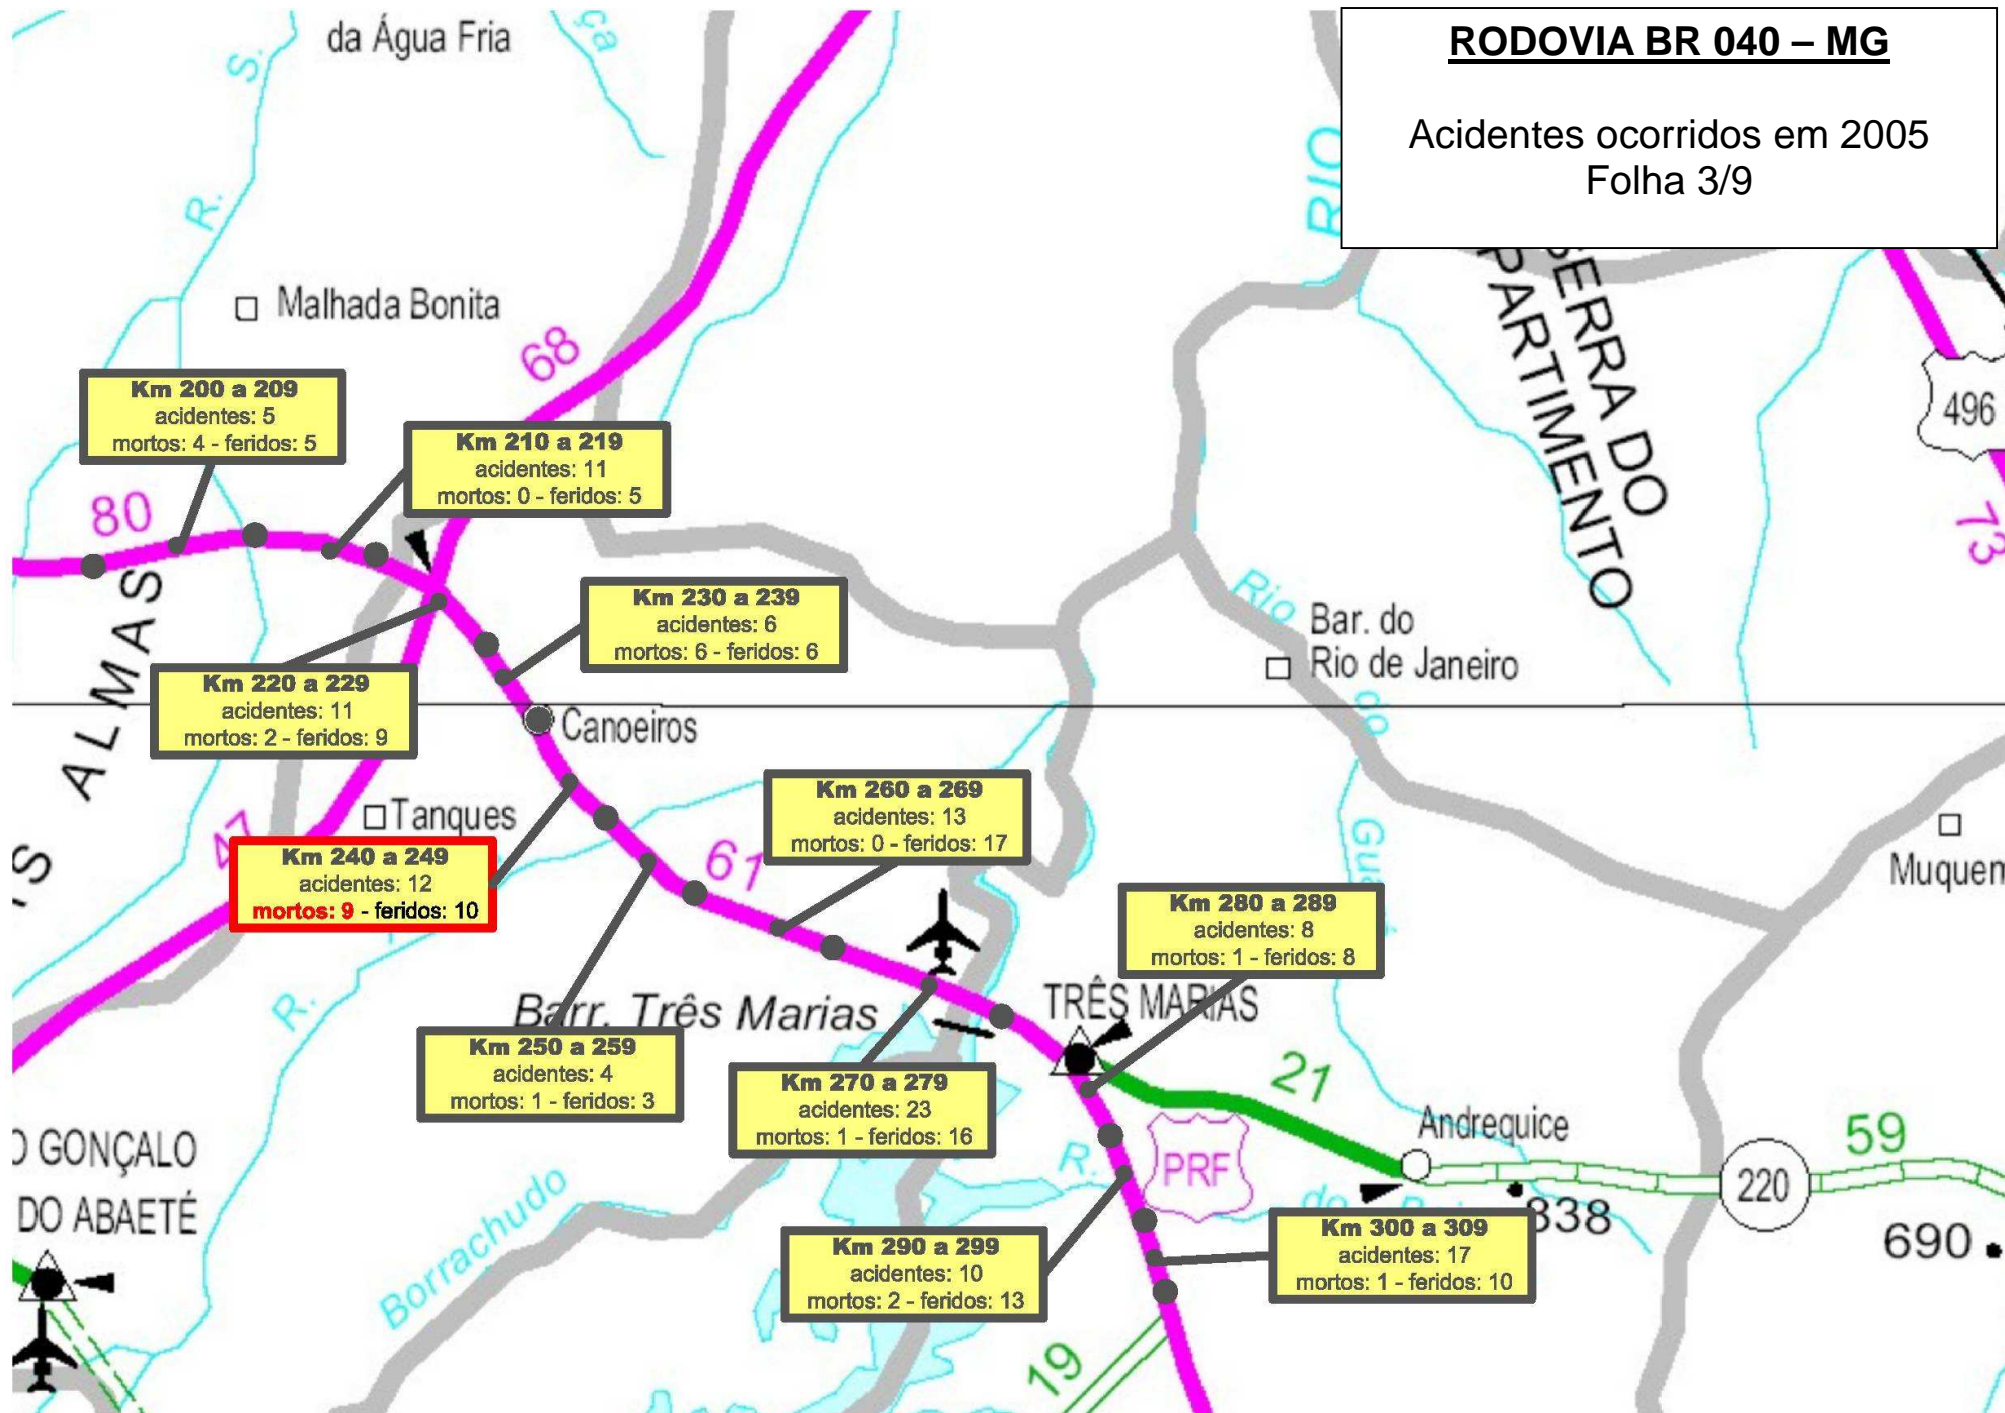 RODOVIA BR 040 – MG
Acidentes ocorridos em 2005
Folha 3/9
da Água Fria
S.
R.
RIO
Malhada Bonita
68
SERRA DO
PARTIMENTO
496
73
Km 200 a 209
acidentes: 5
mortos: 4 - feridos: 5
Km 210 a 219
acidentes: 11
mortos: 0 - feridos: 5
80
ALMAS
Km 230 a 239
acidentes: 6
mortos: 6 - feridos: 6
Rio
do
Bar. do
Rio de Janeiro
Km 220 a 229
acidentes: 11
mortos: 2 - feridos: 9
Canoeiros
Tanques
47
Km 240 a 249
acidentes: 12
mortos: 9 - feridos: 10
61
Km 260 a 269
acidentes: 13
mortos: 0 - feridos: 17
Muquem
Km 280 a 289
acidentes: 8
mortos: 1 - feridos: 8
R.
Barr. Três Marias
TRÊS MARIAS
Km 250 a 259
acidentes: 4
mortos: 1 - feridos: 3
Km 270 a 279
acidentes: 23
mortos: 1 - feridos: 16
21
Andrequice
59
220
PRF
R.
do
O GONÇALO
DO ABAETÉ
Borrachudo
Km 290 a 299
acidentes: 10
mortos: 2 - feridos: 13
Km 300 a 309
acidentes: 17
mortos: 1 - feridos: 10
838
690
19